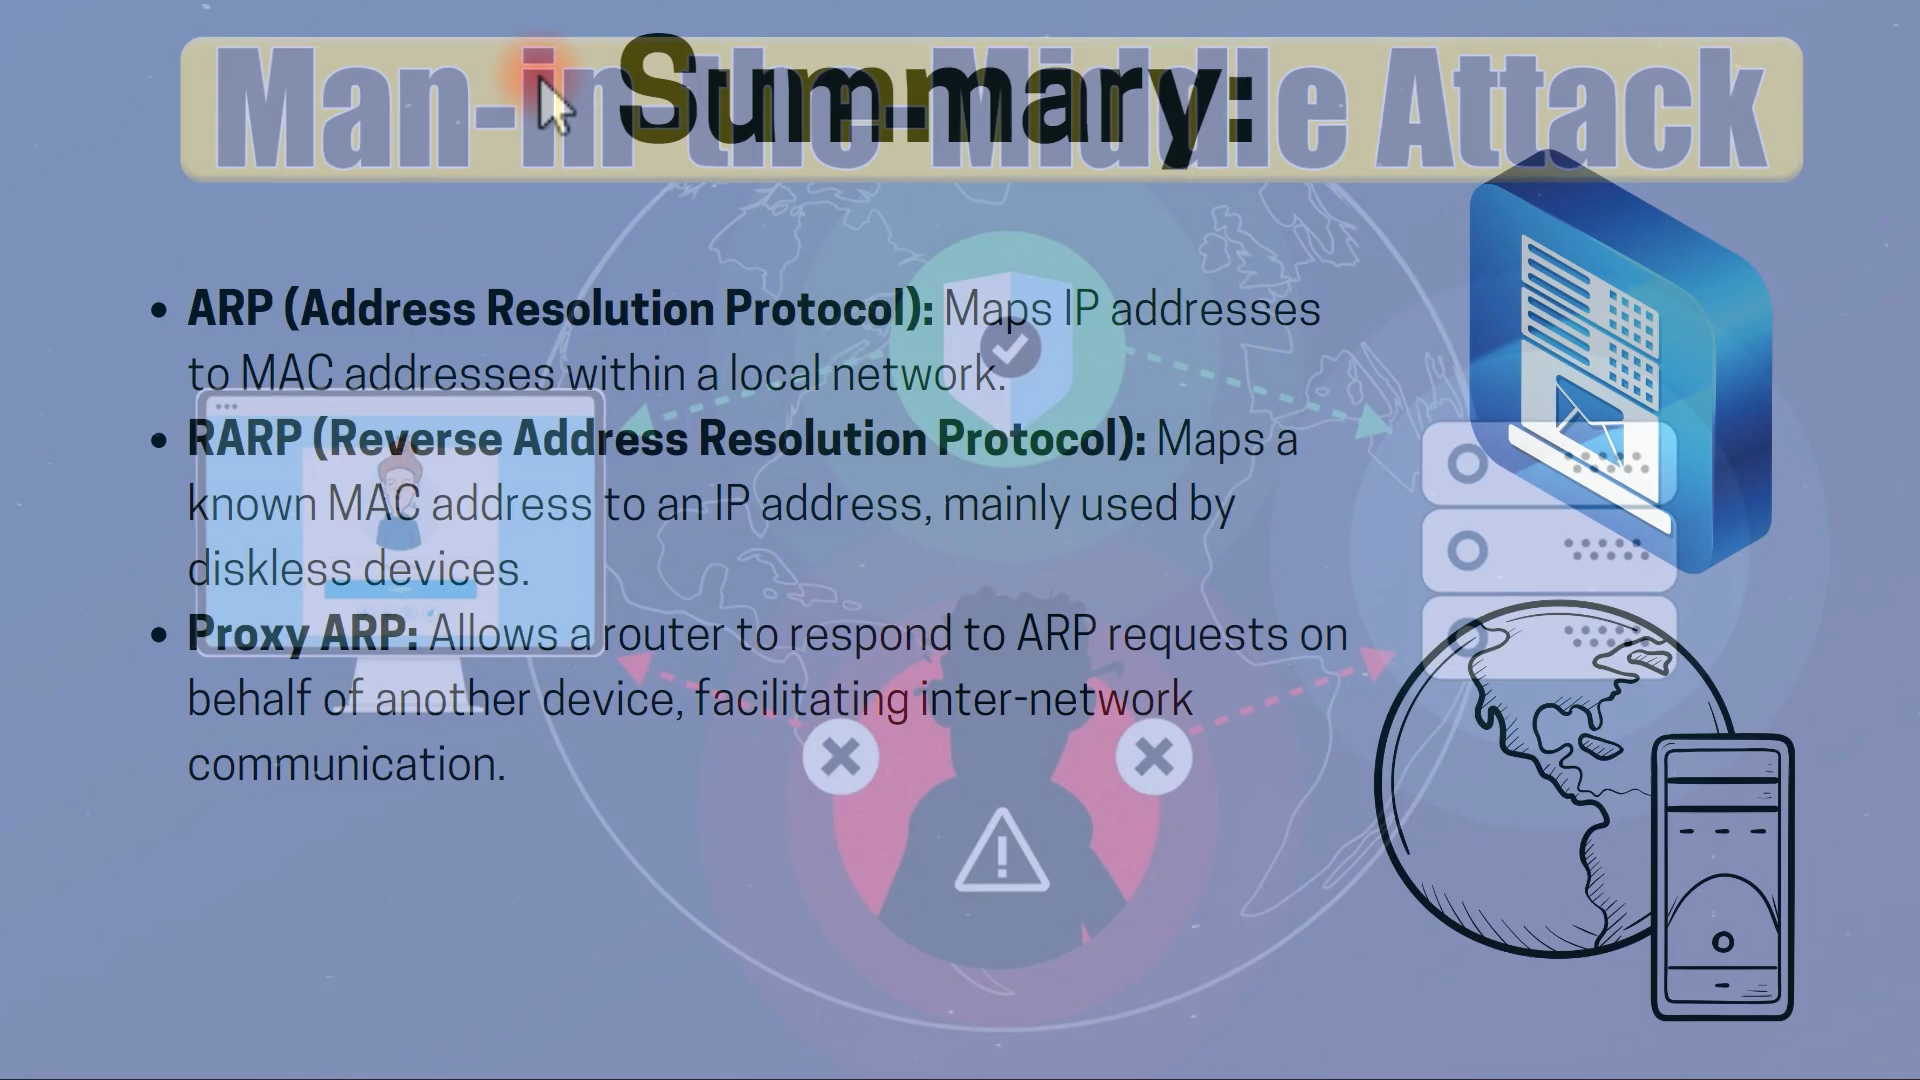 Man-in-the-Middle Attack
Summary:
• ARP (Address Resolution Protocol): Maps IP addresses
to MAC addresses within a local network.
• RARP (Reverse Address Resolution Protocol): Maps a
known MAC address to an IP address, mainly used by
diskless devices.
• Proxy ARP: Allows a router to respond to ARP requests on
behalf of another device, facilitating inter-network
communication.